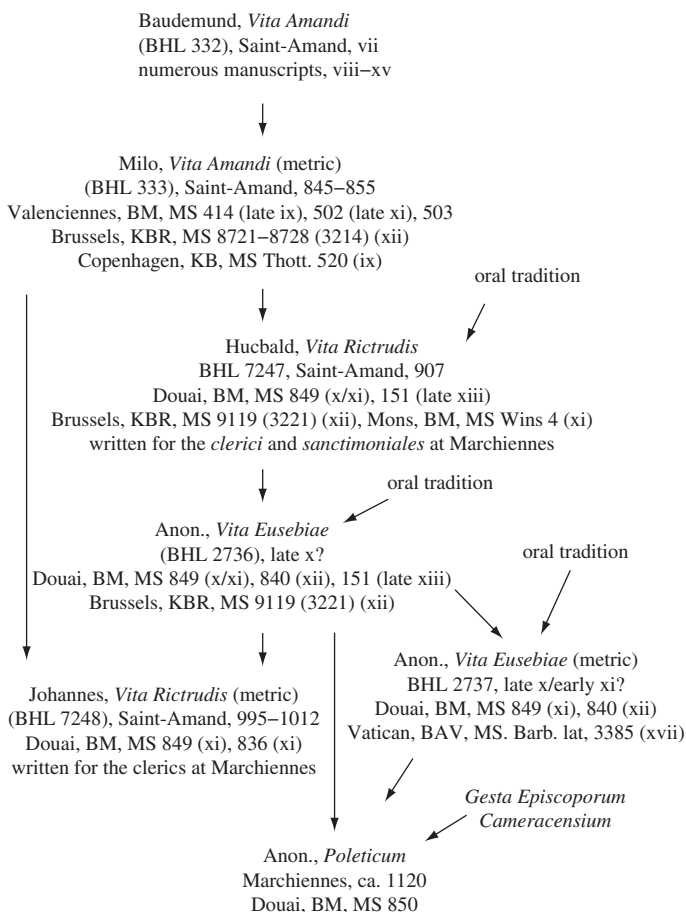 Baudemund, Vita Amandi
(BHL 332), Saint-Amand, vii
numerous manuscripts, viii–xv
Milo, Vita Amandi (metric)
(BHL 333), Saint-Amand, 845–855
Valenciennes, BM, MS 414 (late ix), 502 (late xi), 503
Brussels, KBR, MS 8721–8728 (3214) (xii)
Copenhagen, KB, MS Thott. 520 (ix)
oral tradition
Hucbald, Vita Rictrudis
BHL 7247, Saint-Amand, 907
Douai, BM, MS 849 (x/xi), 151 (late xiii)
Brussels, KBR, MS 9119 (3221) (xii), Mons, BM, MS Wins 4 (xi)
written for the clerici and sanctimoniales at Marchiennes
oral tradition
Anon., Vita Eusebiae
(BHL 2736), late x?
Douai, BM, MS 849 (x/xi), 840 (xii), 151 (late xiii)
Brussels, KBR, MS 9119 (3221) (xii)
oral tradition
Anon., Vita Eusebiae (metric)
BHL 2737, late x/early xi?
Douai, BM, MS 849 (xi), 840 (xii)
Vatican, BAV, MS. Barb. lat, 3385 (xvii)
Johannes, Vita Rictrudis (metric)
(BHL 7248), Saint-Amand, 995–1012
Douai, BM, MS 849 (xi), 836 (xi)
written for the clerics at Marchiennes
Gesta Episcoporum
Cameracensium
Anon., Poleticum
Marchiennes, ca. 1120
Douai, BM, MS 850